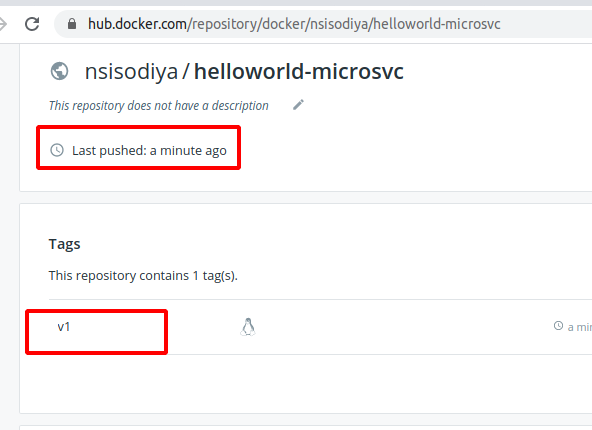 hub.docker.com/repository/docker/nsisodiya/helloworld-microsvc
nsisodiya / helloworld-microsvc
This repository does not have a description
Last pushed: a minute ago
Tags
This repository contains 1 tag(s).
v1
a